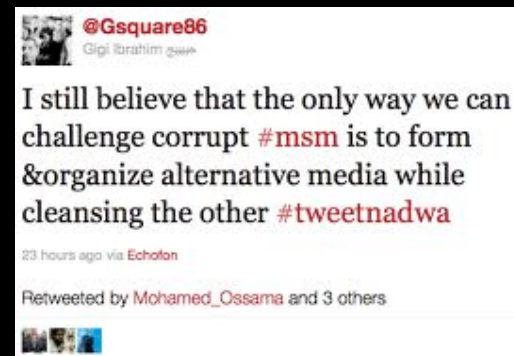 @Gsquare86
Gigi Ibrahim
I still believe that the only way we can
challenge corrupt #msm is to form
&organize alternative media while
cleansing the other #tweetnadwa
23 hours ago via Echofon
Retweeted by Mohamed_Ossama and 3 others